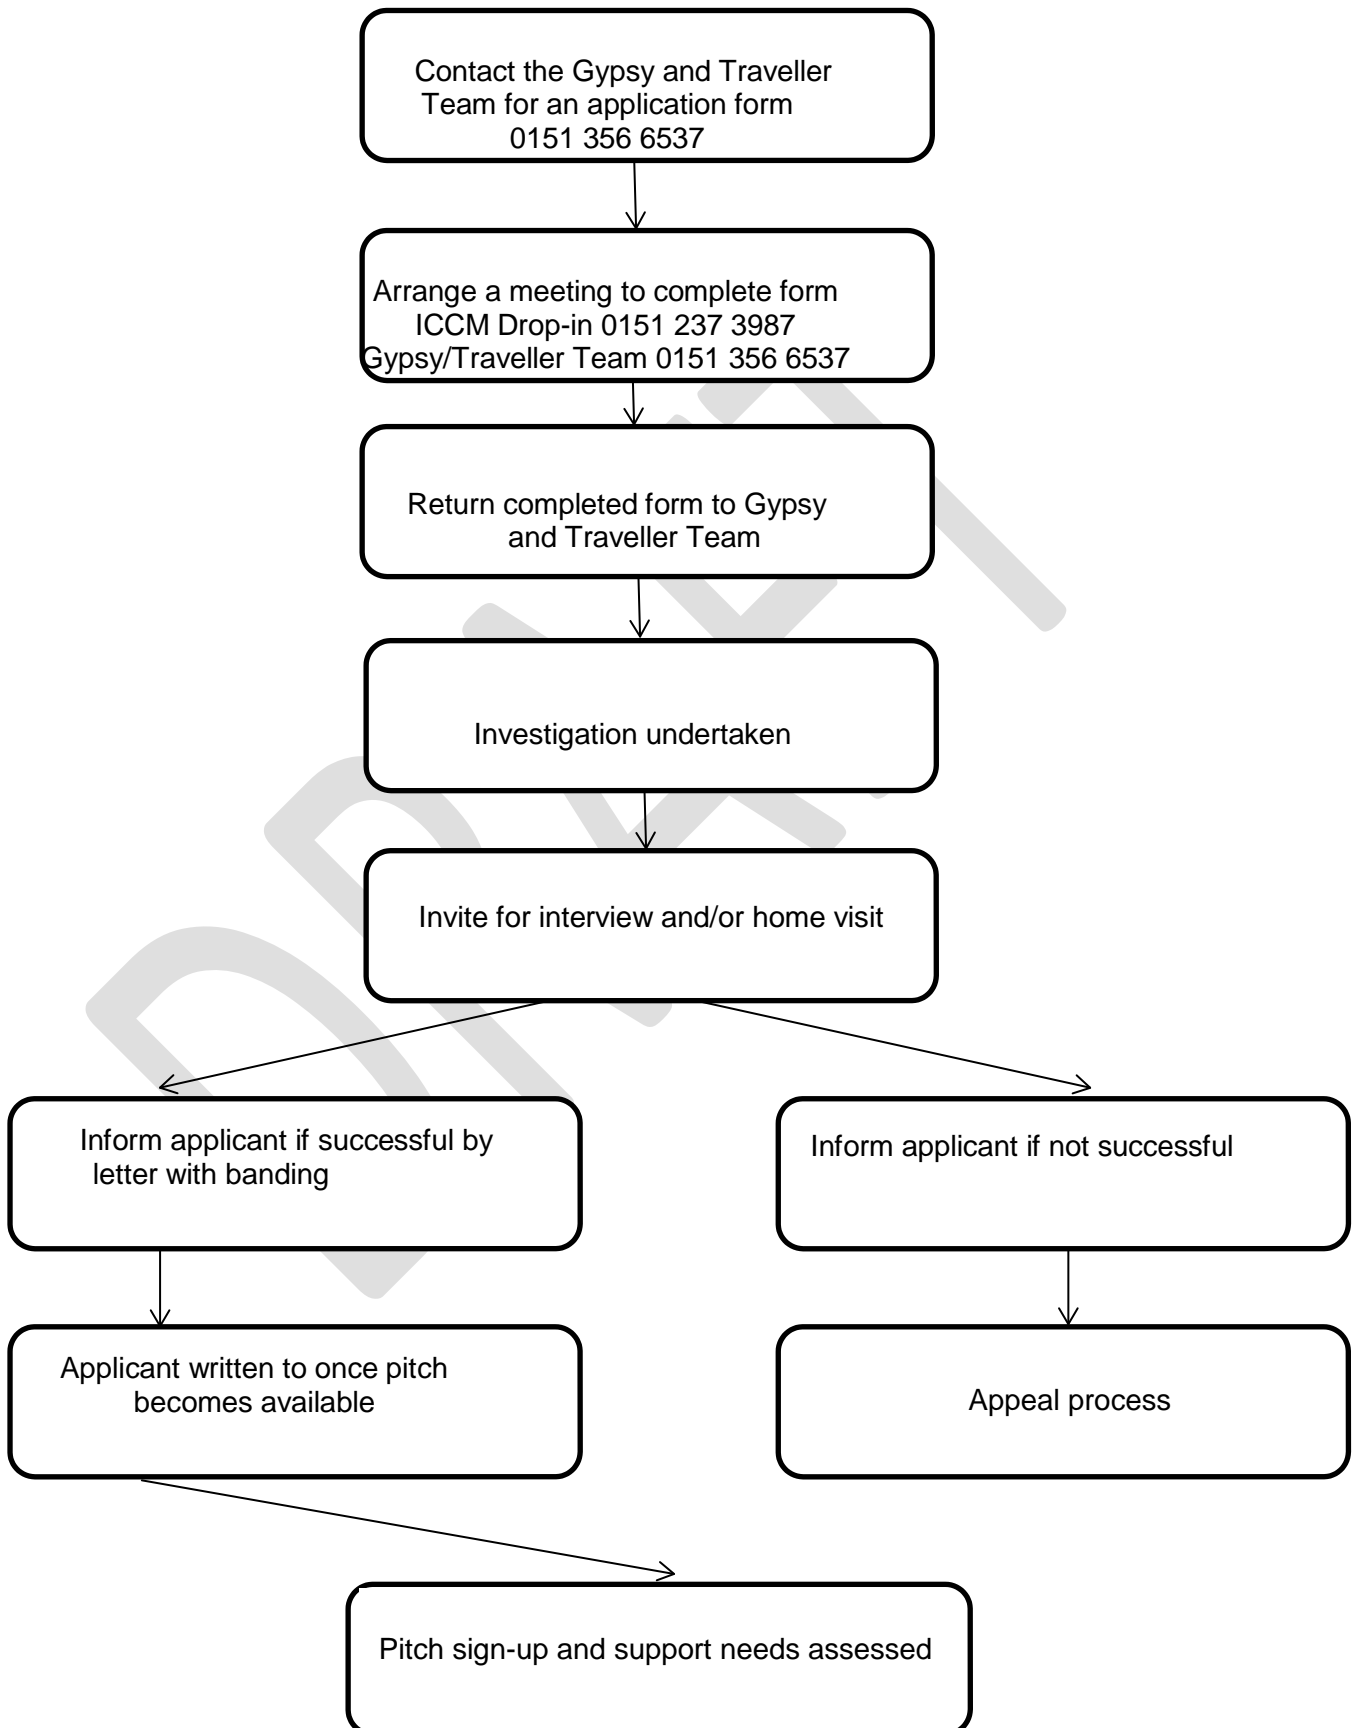 Contact the Gypsy and Traveller
Team for an application form
0151 356 6537
Arrange a meeting to complete form
ICCM Drop-in 0151 237 3987
Gypsy/Traveller Team 0151 356 6537
Return completed form to Gypsy
and Traveller Team
Investigation undertaken
Invite for interview and/or home visit
Inform applicant if successful by
letter with banding
Inform applicant if not successful
Applicant written to once pitch
becomes available
Appeal process
Pitch sign-up and support needs assessed
DRAFT